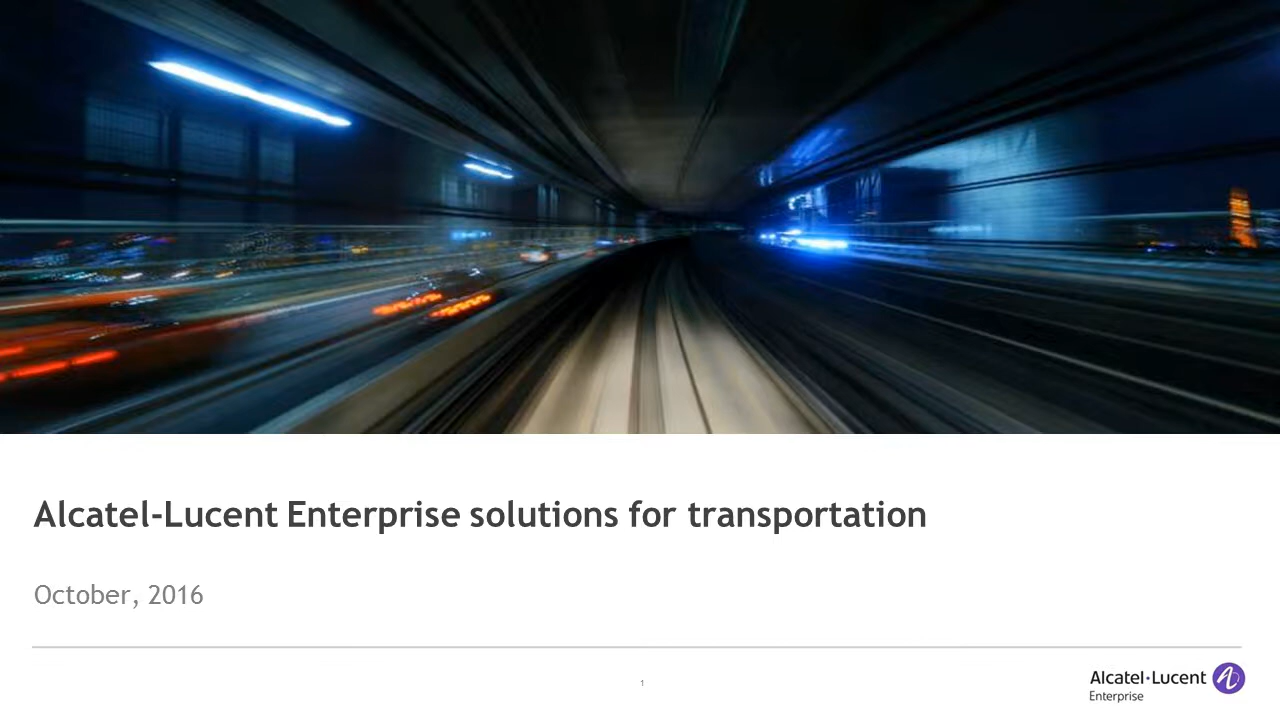 Alcatel-Lucent Enterprise solutions for transportation
October, 2016
1
Alcatel·Lucent
Enterprise